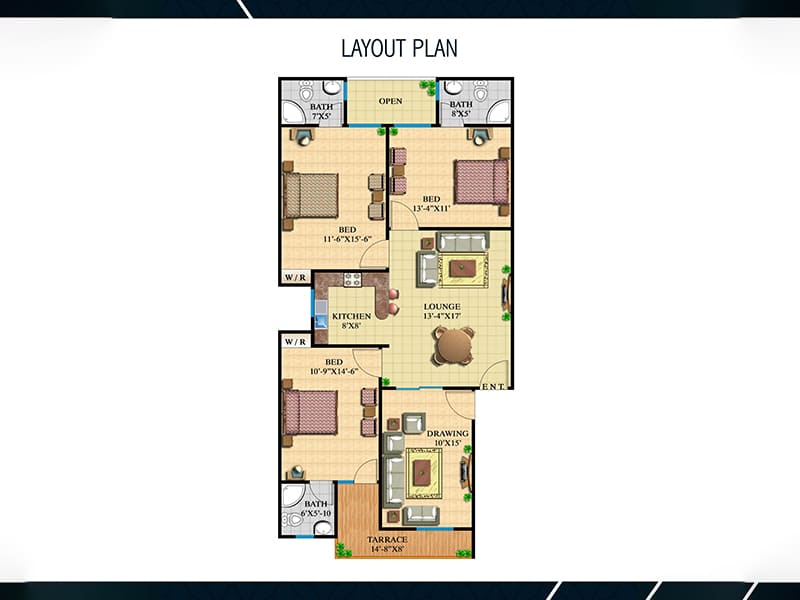 LAYOUT PLAN
BATH
7'X5'
OPEN
BATH
8'X5'
BED
11'-6"X15'-6"
BED
13'-4"X11'
W / R
KITCHEN
8'X8'
LOUNGE
13'-4"X17'
W / R
BED
10'-9"X14'-6"
E N T.
DRAWING
10'X15'
BATH
6'X5'-10
TARRACE
14'-8"X8'